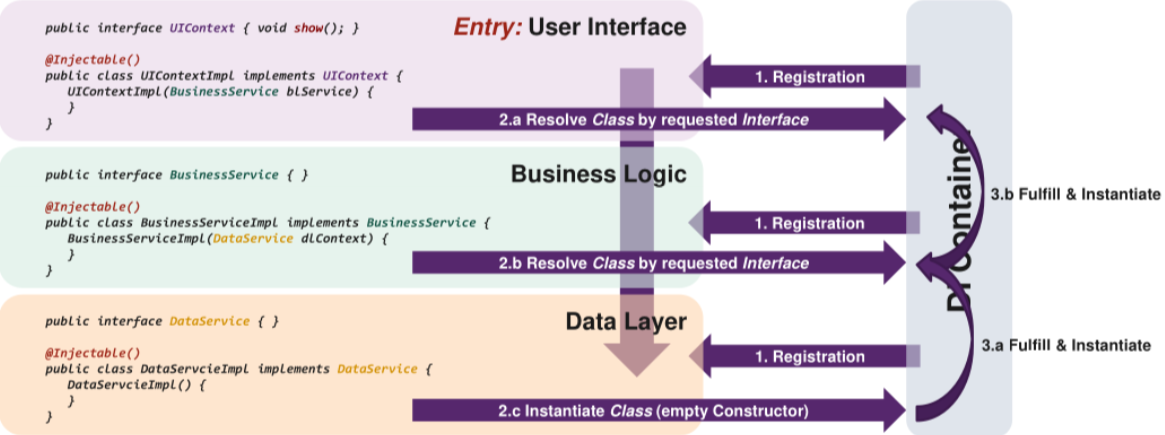 public interface UIContext { void show(); }
Entry: User Interface
@Injectable()
public class UIContextImpl implements UIContext {
UIContextImpl(BusinessService blService) {
}
}
1. Registration
2.a Resolve Class by requested Interface
public interface BusinessService { }
Business Logic
@Injectable()
public class BusinessServiceImpl implements BusinessService {
BusinessServiceImpl(DataService dlContext) {
}
}
1. Registration
2.b Resolve Class by requested Interface
public interface DataService { }
Data Layer
@Injectable()
public class DataServcieImpl implements DataService {
DataServcieImpl() {
}
}
1. Registration
2.c Instantiate Class (empty Constructor)
DI Container
3.b Fulfill & Instantiate
3.a Fulfill & Instantiate